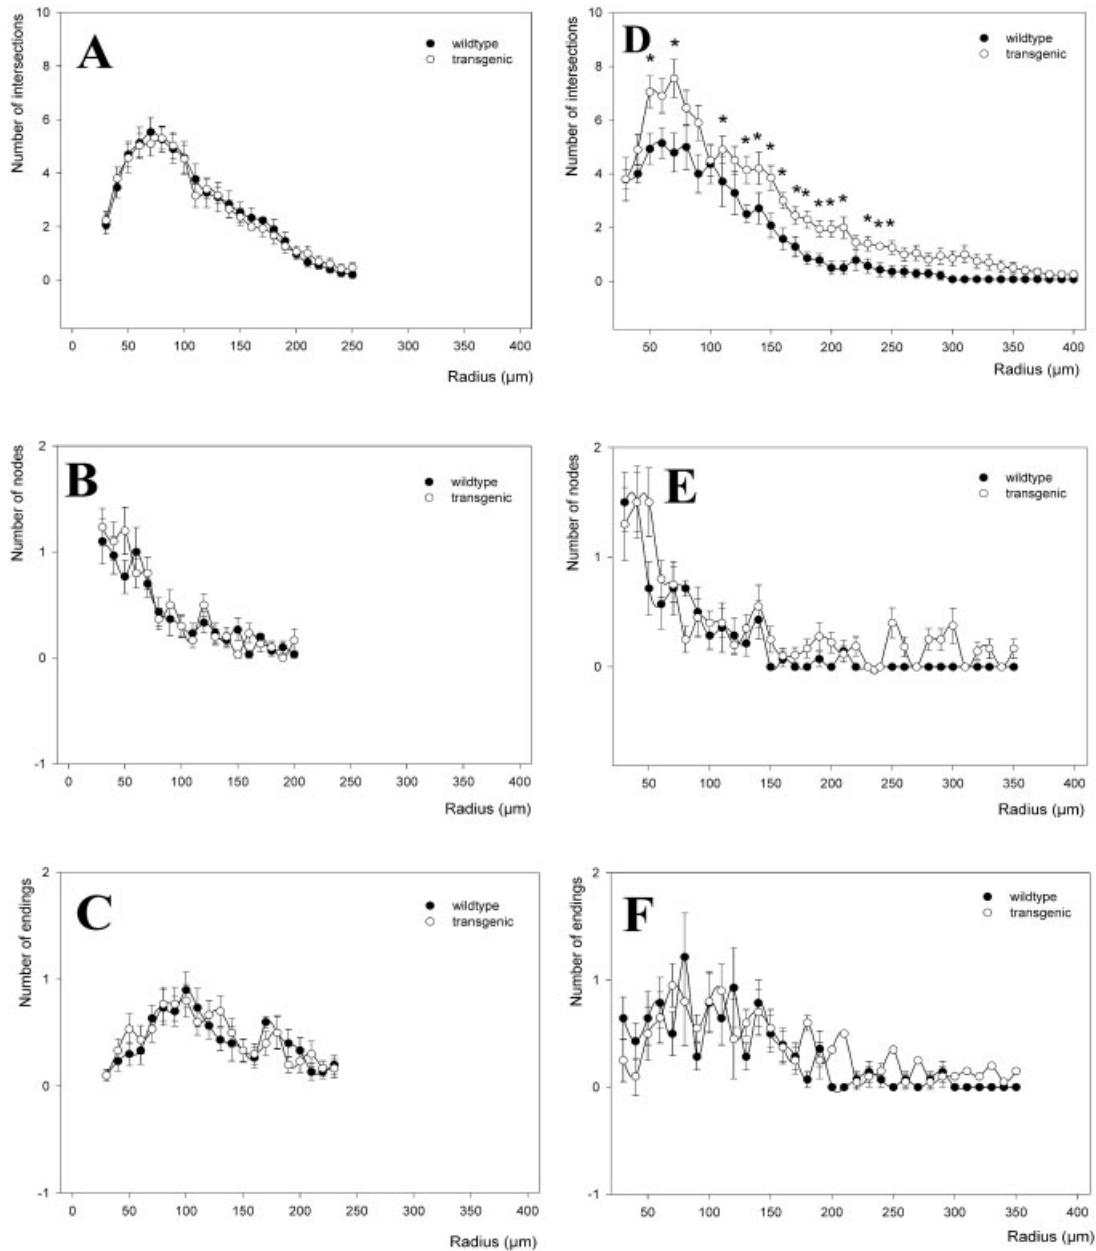 A
Number of intersections
10
8
6
4
2
0
wildtype
transgenic
0 50 100 150 200 250 300 350 400
Radius (µm)
D
Number of intersections
10
8
6
4
2
0
wildtype
transgenic
* * * * * * * * * * * * * * *
50 100 150 200 250 300 350 400
Radius (µm)
B
Number of nodes
2
1
0
-1
wildtype
transgenic
0 50 100 150 200 250 300 350 400
Radius (µm)
E
Number of nodes
2
1
0
wildtype
transgenic
50 100 150 200 250 300 350 400
Radius (µm)
C
Number of endings
2
1
0
-1
wildtype
transgenic
0 50 100 150 200 250 300 350 400
Radius (µm)
F
Number of endings
2
1
0
-1
wildtype
transgenic
50 100 150 200 250 300 350 400
Radius (µm)